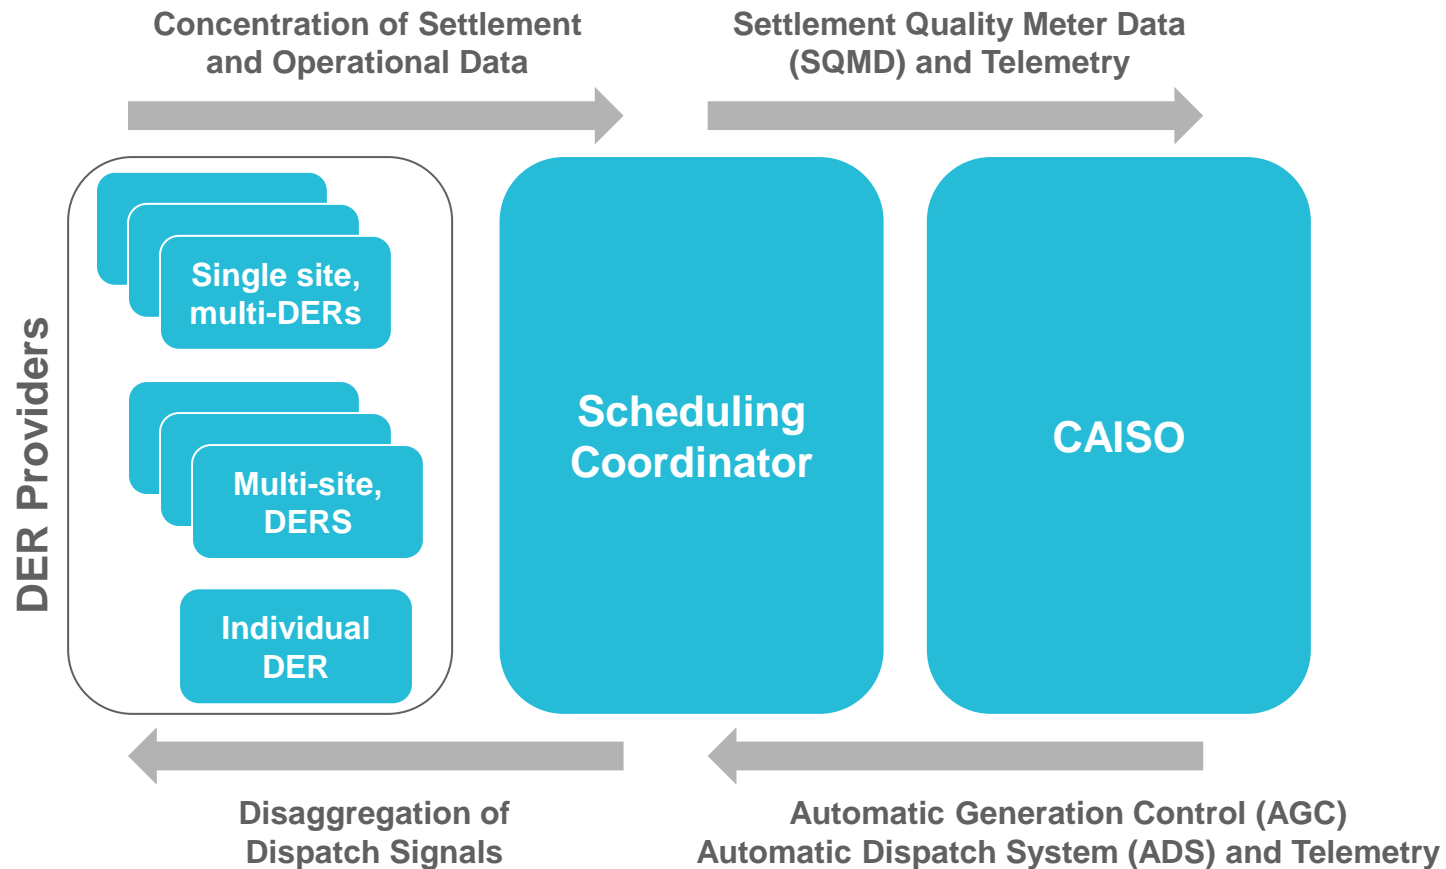 Concentration of Settlement
and Operational Data
Settlement Quality Meter Data
(SQMD) and Telemetry
DER Providers
Single site,
multi-DERs
Multi-site,
DERS
Individual
DER
Scheduling
Coordinator
CAISO
Disaggregation of
Dispatch Signals
Automatic Generation Control (AGC)
Automatic Dispatch System (ADS) and Telemetry